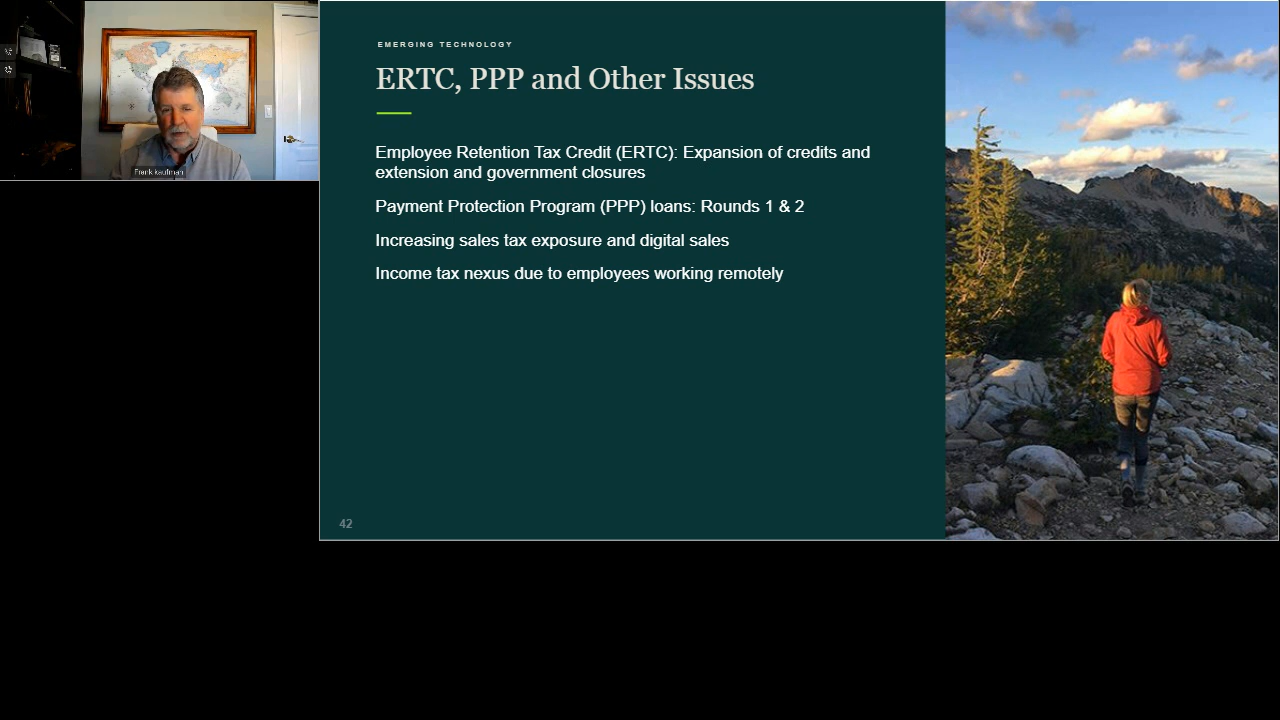 EMERGING TECHNOLOGY
ERTC, PPP and Other Issues
Employee Retention Tax Credit (ERTC): Expansion of credits and
extension and government closures
Payment Protection Program (PPP) loans: Rounds 1 & 2
Increasing sales tax exposure and digital sales
Income tax nexus due to employees working remotely
42
Frank kaufman